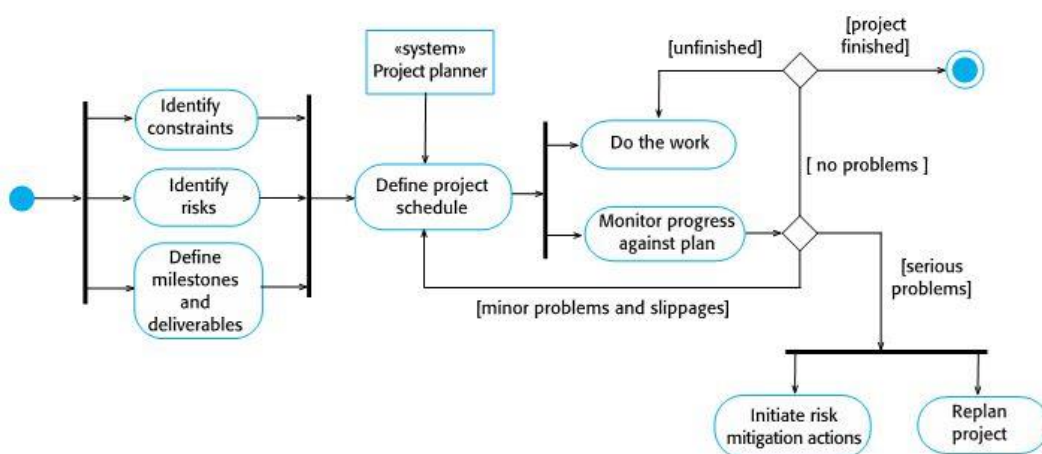 «system»
Project planner
[unfinished]
[project
finished]
Identify
constraints
Do the work
[ no problems ]
Identify
risks
Define project
schedule
Monitor progress
against plan
Define
milestones
and
deliverables
[minor problems and slippages]
[serious
problems]
Initiate risk
mitigation actions
Replan
project